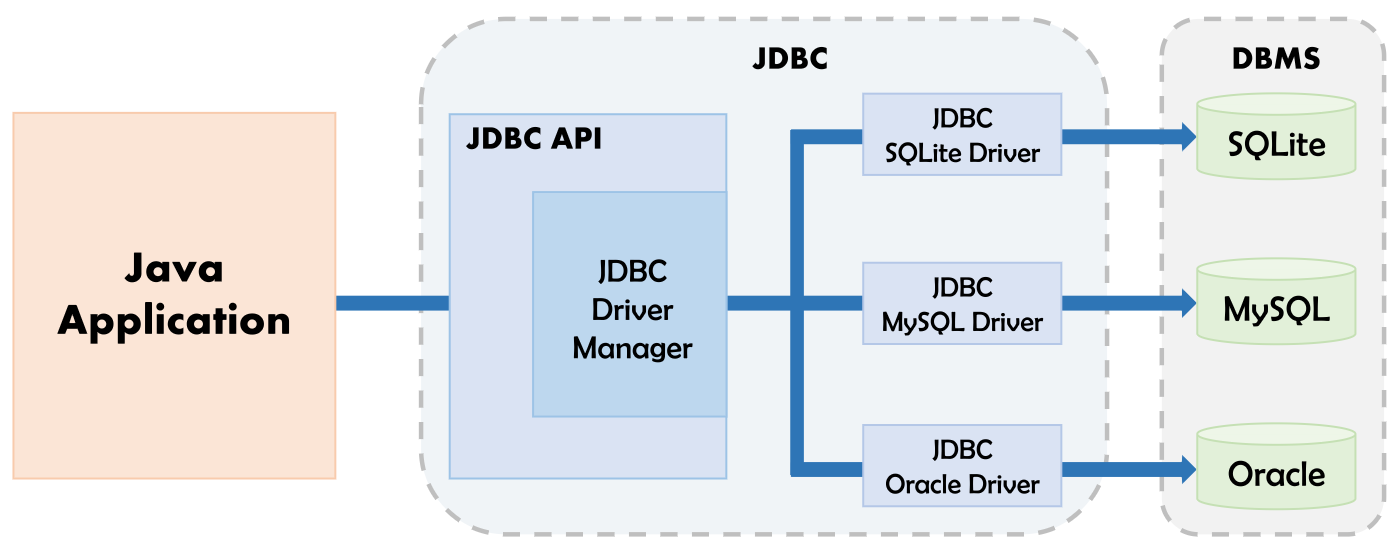 Java
Application
JDBC
JDBC API
JDBC
Driver
Manager
JDBC
SQLite Driver
JDBC
MySQL Driver
JDBC
Oracle Driver
DBMS
SQLite
MySQL
Oracle